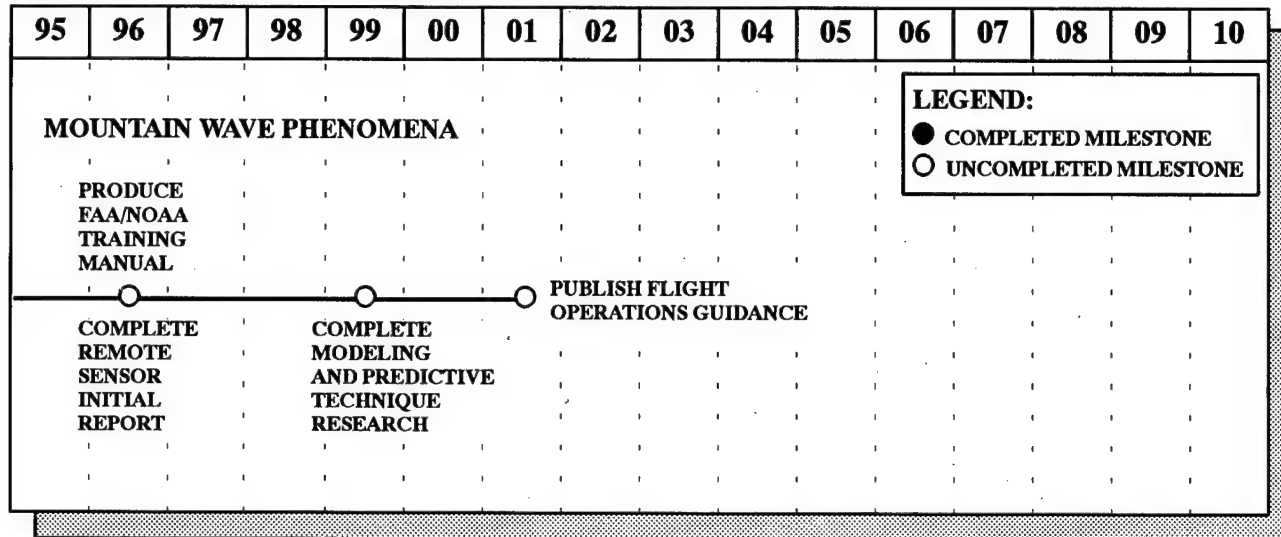 95 96 97 98 99 00 01 02 03 04 05 06 07 08 09 10
LEGEND:
COMPLETED MILESTONE
UNCOMPLETED MILESTONE
MOUNTAIN WAVE PHENOMENA
PRODUCE
FAA/NOAA
TRAINING
MANUAL
COMPLETE
REMOTE
SENSOR
INITIAL
REPORT
COMPLETE
MODELING
AND PREDICTIVE
TECHNIQUE
RESEARCH
PUBLISH FLIGHT
OPERATIONS GUIDANCE